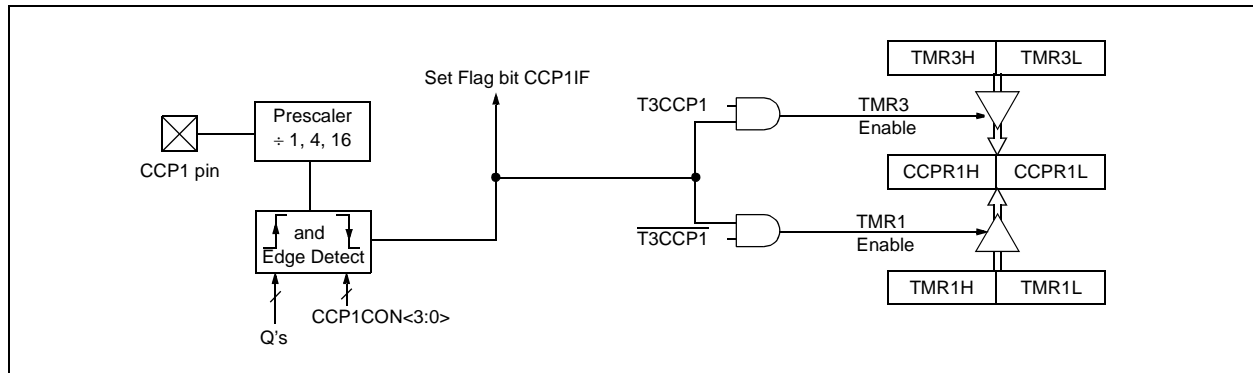 TMR3H TMR3L
Set Flag bit CCP1IF
Prescaler
÷ 1, 4, 16
T3CCP1
TMR3
Enable
CCP1 pin
CCPR1H CCPR1L
and
Edge Detect
T3CCP1
TMR1
Enable
TMR1H TMR1L
CCP1CON<3:0>
Q's